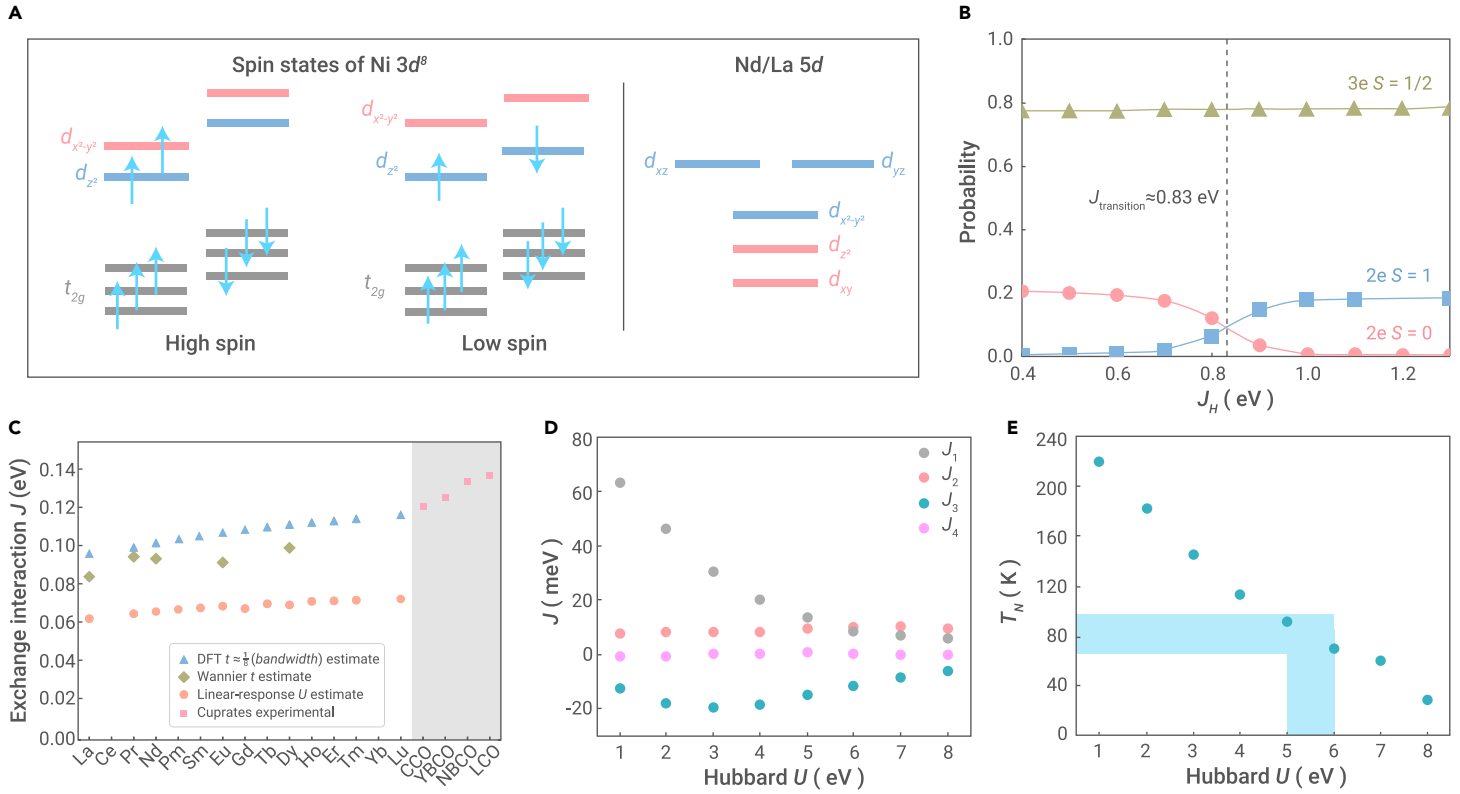 A
Spin states of Ni 3d⁸
Nd/La 5d
dx²-y²
dz²
t2g
High spin
dx²-y²
dz²
t2g
Low spin
dxz
dyz
dx²-y²
dz²
dxy
B
1.0
0.8
0.6
0.4
0.2
0.0
Probability
3e S = 1/2
Jtransition≈0.83 eV
2e S = 1
2e S = 0
0.4 0.6 0.8 1.0 1.2
JH ( eV )
C
0.14
0.12
0.10
0.08
0.06
0.04
0.02
0.00
Exchange interaction J (eV)
DFT t ≈ 1/8 (bandwidth) estimate
Wannier t estimate
Linear-response U estimate
Cuprates experimental
La Ce Pr Nd Pm Sm Eu Gd Tb Dy Ho Er Tm Yb Lu CCO YBCO NBCO LCO
D
80
60
40
20
0
-20
J ( meV )
J1
J2
J3
J4
1 2 3 4 5 6 7 8
Hubbard U ( eV )
E
240
200
160
120
80
40
0
TN ( K )
1 2 3 4 5 6 7 8
Hubbard U ( eV )